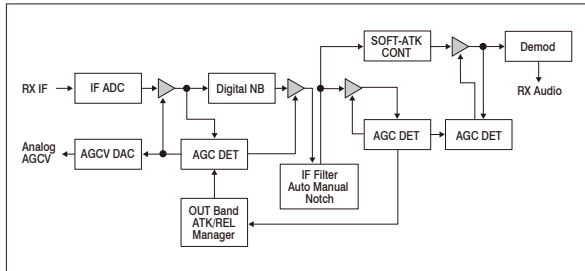 SOFT-ATK
CONT
Demod
RX IF
IF ADC
Digital NB
RX Audio
Analog
AGCV
AGCV DAC
AGC DET
AGC DET
AGC DET
IF Filter
Auto Manual
Notch
OUT Band
ATK/REL
Manager